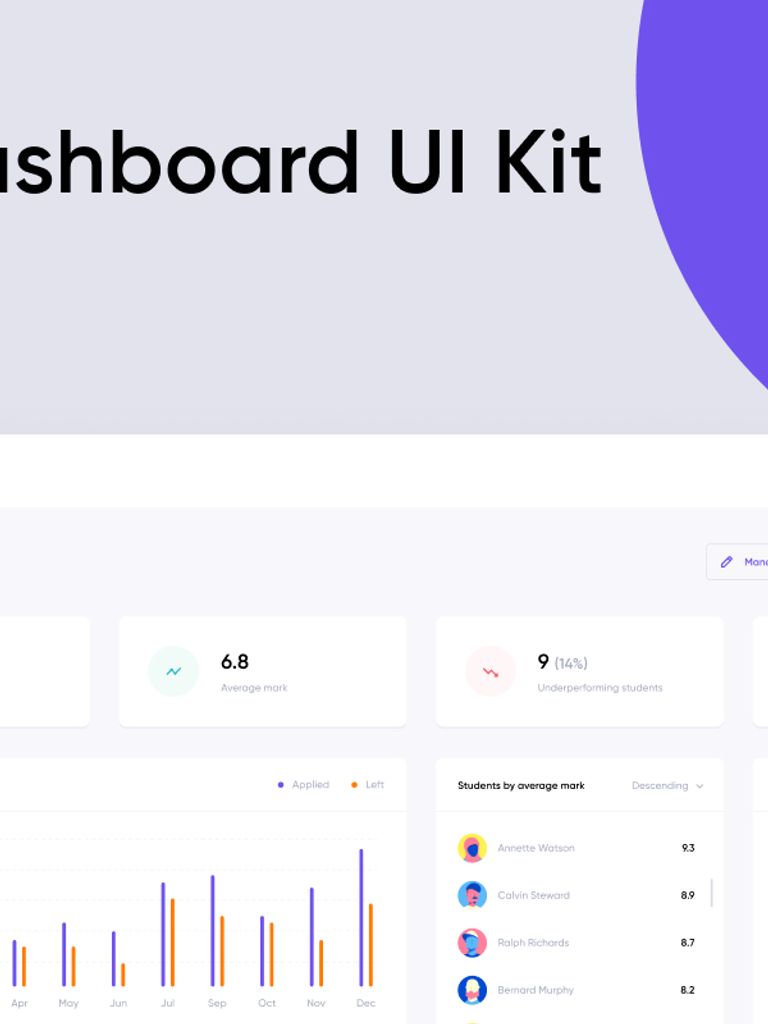 ashboard UI Kit
Mana
6.8
Average mark
9 (14%)
Underperforming students
Applied Left
Students by average mark Descending
Annette Watson 9.3
Calvin Steward 8.9
Ralph Richards 8.7
Bernard Murphy 8.2
Apr May Jun Jul Sep Oct Nov Dec